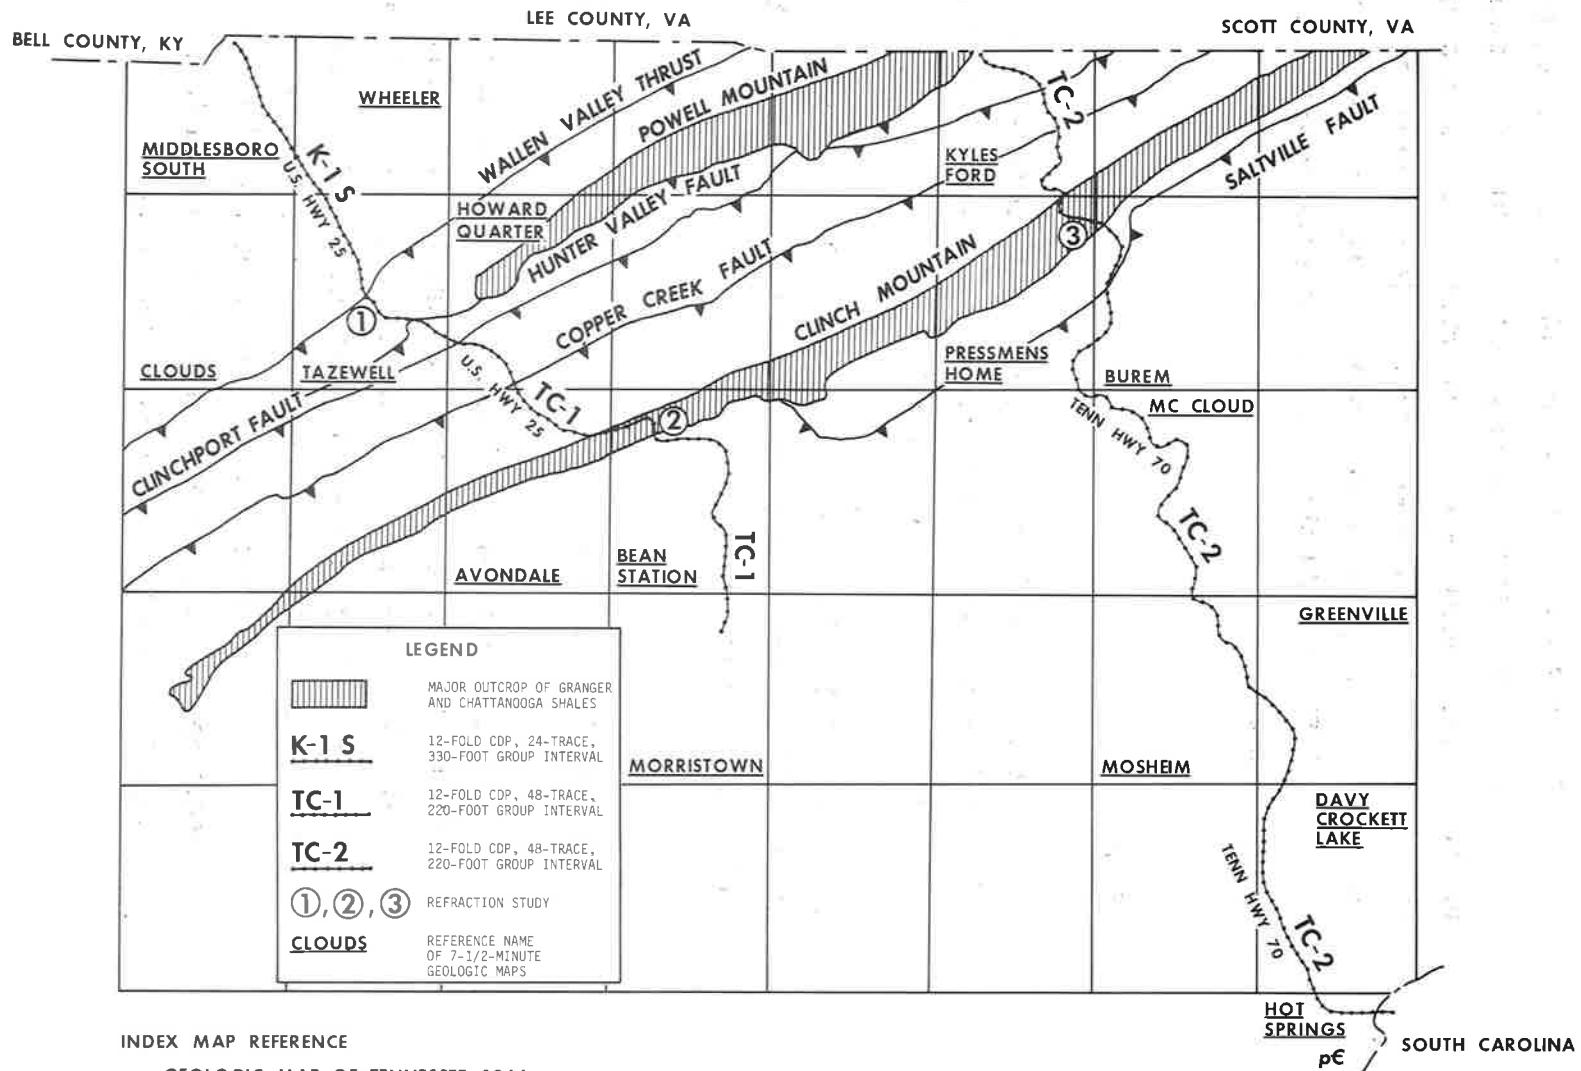 LEE COUNTY, VA
BELL COUNTY, KY
SCOTT COUNTY, VA
WHEELER
WALLEN VALLEY THRUST
POWELL MOUNTAIN
TC-2
MIDDLESBORO
SOUTH
K-1 S
U.S. HWY 25
KYLES
FORD
SALTVILLE FAULT
HOWARD
QUARTER
HUNTER VALLEY FAULT
3
1
COPPER CREEK FAULT
CLINCH MOUNTAIN
CLOUDS
TAZEWELL
U.S. HWY 25
TC-1
PRESSMENS
HOME
BUREM
MC CLOUD
CLINCHPORT FAULT
2
TENN HWY 70
TC-2
TC-1
BEAN
STATION
AVONDALE
GREENVILLE
LEGEND
MAJOR OUTCROP OF GRANGER
AND CHATTANOOGA SHALES
K-1 S
12-FOLD CDP, 24-TRACE,
330-FOOT GROUP INTERVAL
TC-1
12-FOLD CDP, 48-TRACE,
220-FOOT GROUP INTERVAL
TC-2
12-FOLD CDP, 48-TRACE,
220-FOOT GROUP INTERVAL
1, 2, 3 REFRACTION STUDY
CLOUDS
REFERENCE NAME
OF 7-1/2-MINUTE
GEOLOGIC MAPS
MORRISTOWN
MOSHEIM
DAVY
CROCKETT
LAKE
TENN HWY 70
TC-2
HOT
SPRINGS
p€
SOUTH CAROLINA
INDEX MAP REFERENCE